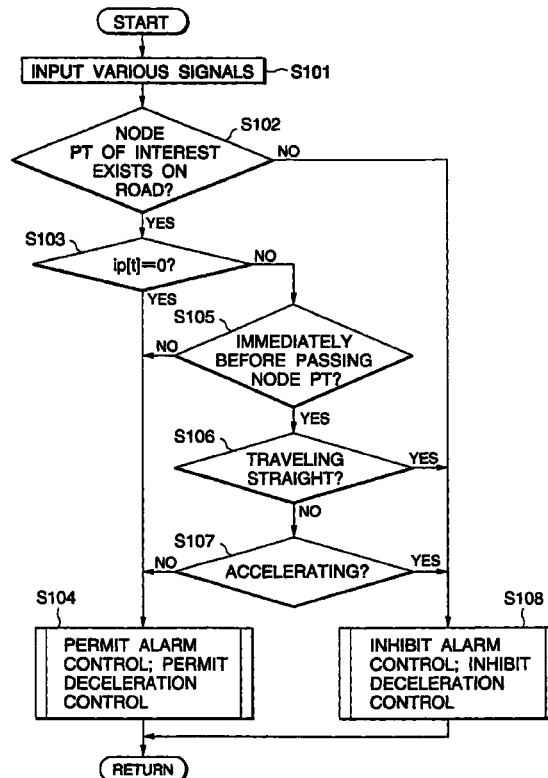 START
INPUT VARIOUS SIGNALS
S101
S102
NODE
PT OF INTEREST
EXISTS ON
ROAD?
NO
YES
S103
ip[t]=0?
NO
YES
S105
IMMEDIATELY
BEFORE PASSING
NODE PT?
NO
YES
S106
TRAVELING
STRAIGHT?
YES
NO
S107
NO
ACCELERATING?
YES
S104
PERMIT ALARM
CONTROL; PERMIT
DECELERATION
CONTROL
S108
INHIBIT ALARM
CONTROL; INHIBIT
DECELERATION
CONTROL
RETURN